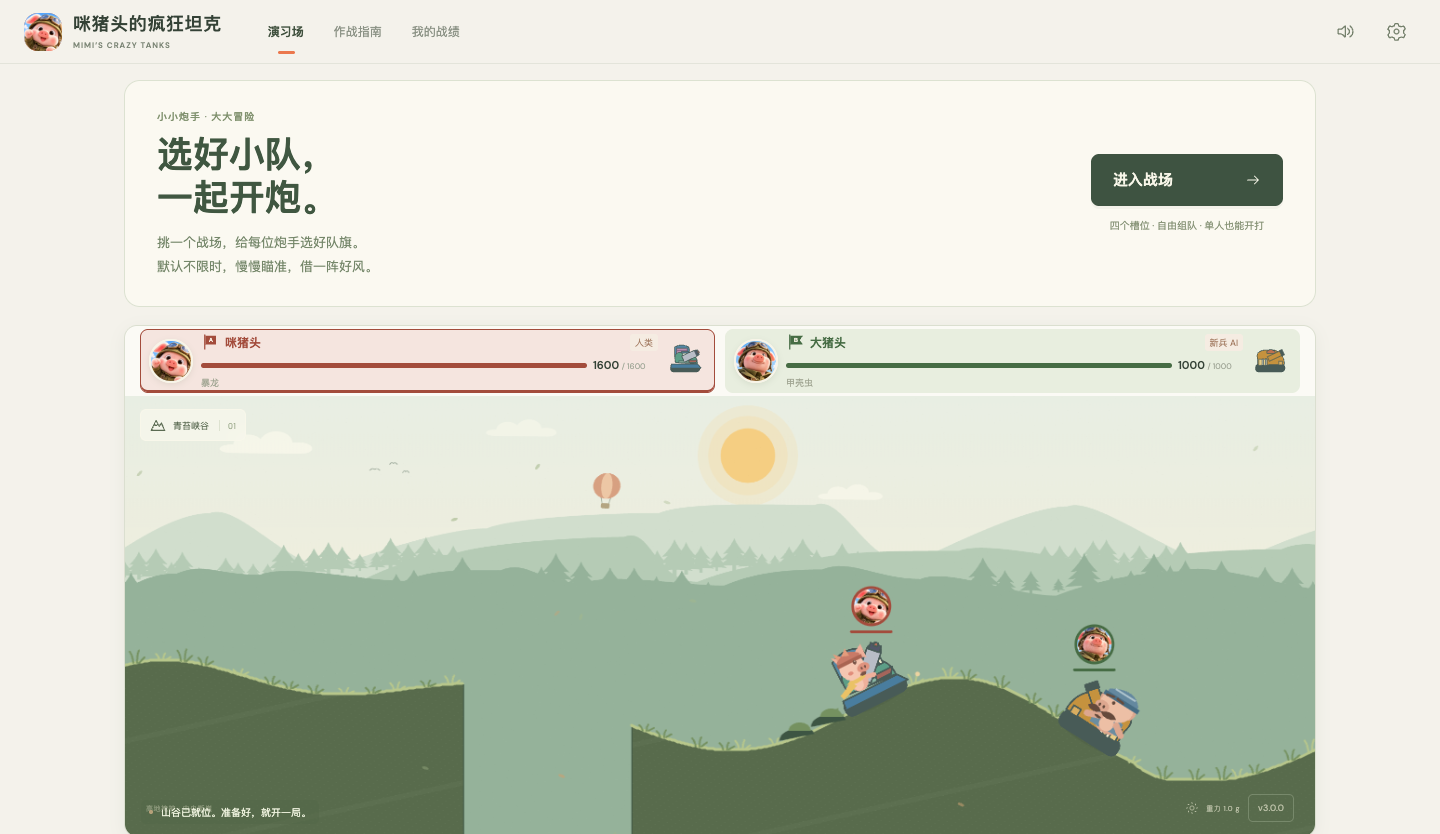 咪猪头的疯狂坦克
MIMI'S CRAZY TANKS
演习场
作战指南
我的战绩
小小炮手 · 大大冒险
选好小队，
一起开炮。
挑一个战场，给每位炮手选好队旗。
默认不限时，慢慢瞄准，借一阵好风。
进入战场 →
四个槽位 · 自由组队 · 单人也能开打
咪猪头
人类
1600 / 1600
暴龙
大猪头
新兵 AI
1000 / 1000
甲壳虫
青苔峡谷 01
山谷已就位。准备好，就开一局。
重力 1.0 g
v3.0.0